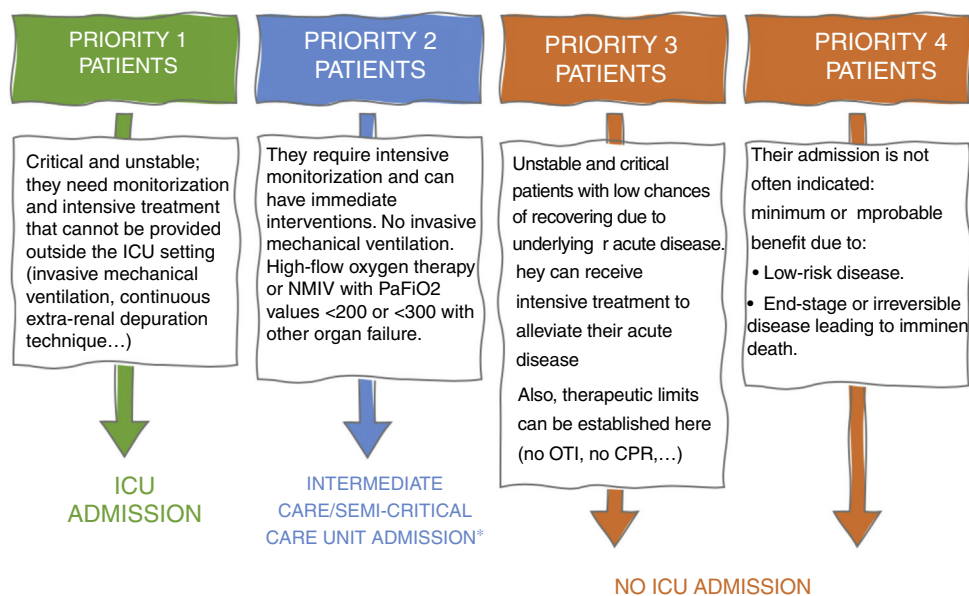 PRIORITY 1
PATIENTS
Critical and unstable;
they need monitorization
and intensive treatment
that cannot be provided
outside the ICU setting
(invasive mechanical
ventilation, continuous
extra-renal depuration
technique…)
ICU
ADMISSION
PRIORITY 2
PATIENTS
They require intensive
monitorization and can
have immediate
interventions. No invasive
mechanical ventilation.
High-flow oxygen therapy
or NMIV with PaFiO2
values <200 or <300 with
other organ failure.
INTERMEDIATE
CARE/SEMI-CRITICAL
CARE UNIT ADMISSION*
PRIORITY 3
PATIENTS
Unstable and critical
patients with low chances
of recovering due to
underlying r acute disease.
hey can receive
intensive treatment to
alleviate their acute
disease
Also, therapeutic limits
can be established here
(no OTI, no CPR,…)
PRIORITY 4
PATIENTS
Their admission is not
often indicated:
minimum or mprobable
benefit due to:
• Low-risk disease.
• End-stage or irreversible
disease leading to imminen
death.
NO ICU ADMISSION